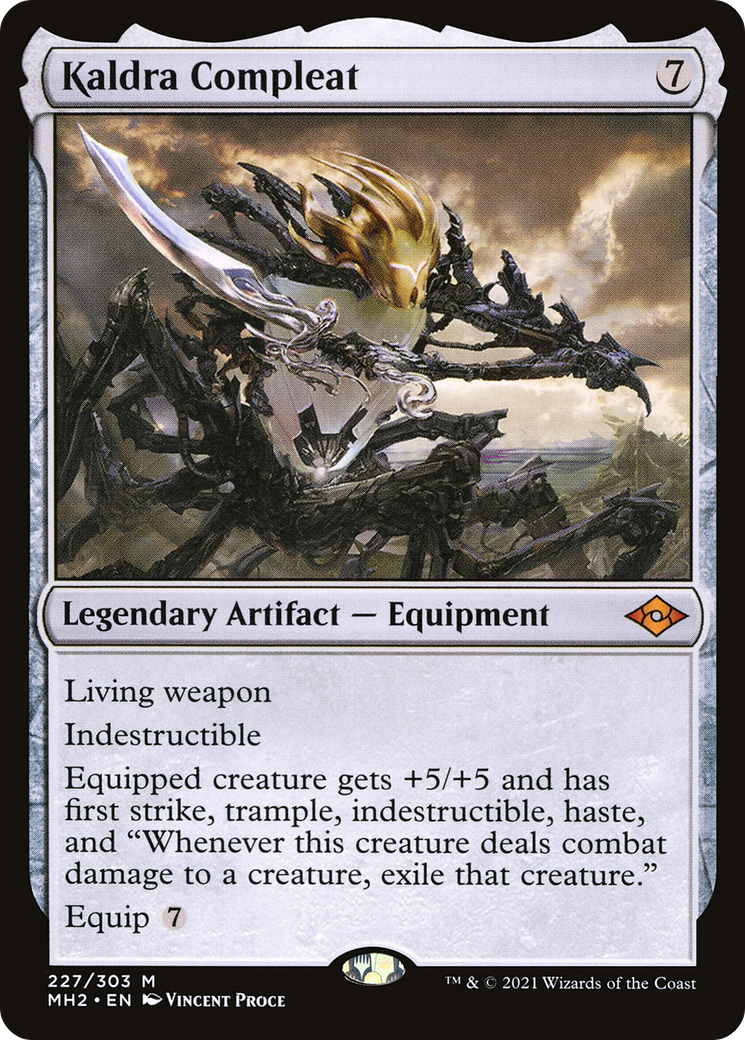 Kaldra Compleat 7
Legendary Artifact — Equipment
Living weapon
Indestructible
Equipped creature gets +5/+5 and has
first strike, trample, indestructible, haste,
and “Whenever this creature deals combat
damage to a creature, exile that creature.”
Equip 7
227/303 M
MH2 • EN Vincent Proce
™ & © 2021 Wizards of the Coast